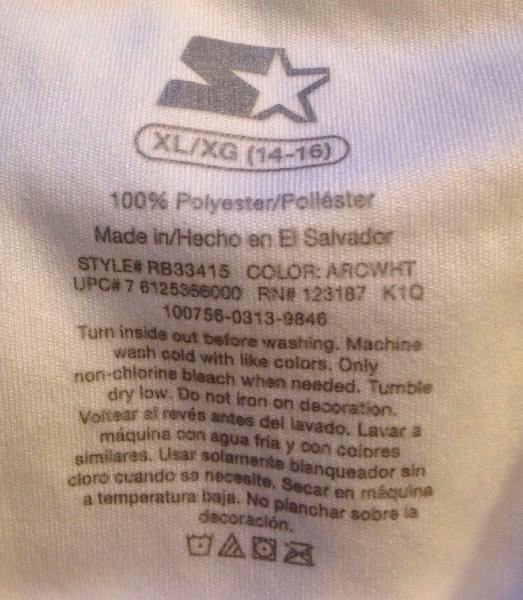 XL/XG (14-16)
100% Polyester/Poliéster
Made in/Hecho en El Salvador
STYLE# RB33415 COLOR: ARCWHT
UPC# 7 6125366000 RN# 123187 K1Q
100756-0313-9846
Turn inside out before washing. Machine
wash cold with like colors. Only
non-chlorine bleach when needed. Tumble
dry low. Do not iron on decoration.
Voltear al revés antes del lavado. Lavar a
máquina con agua fría y con colores
similares. Usar solamente blanqueador sin
cloro cuando se necesite. Secar en máquina
a temperatura baja. No planchar sobre la
decoración.